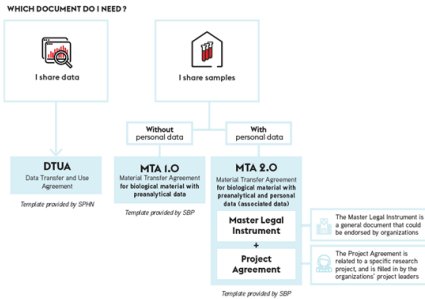 WHICH DOCUMENT DO I NEED?
I share data
I share samples
Without
personal data
With
personal data
DTUA
Data Transfer and Use
Agreement
Template provided by SPHN
MTA 1.0
Material Transfer Agreement
for biological material with
preanalytical data
Template provided by SBP
MTA 2.0
Material Transfer Agreement
for biological material with
preanalytical and personal
data (associated data)
Master Legal
Instrument
+
Project
Agreement
Template provided by SBP
The Master Legal Instrument is
a general document that could
be endorsed by organizations
The Project Agreement is
related to a specific research
project, and is filled in by the
organizations' project leaders